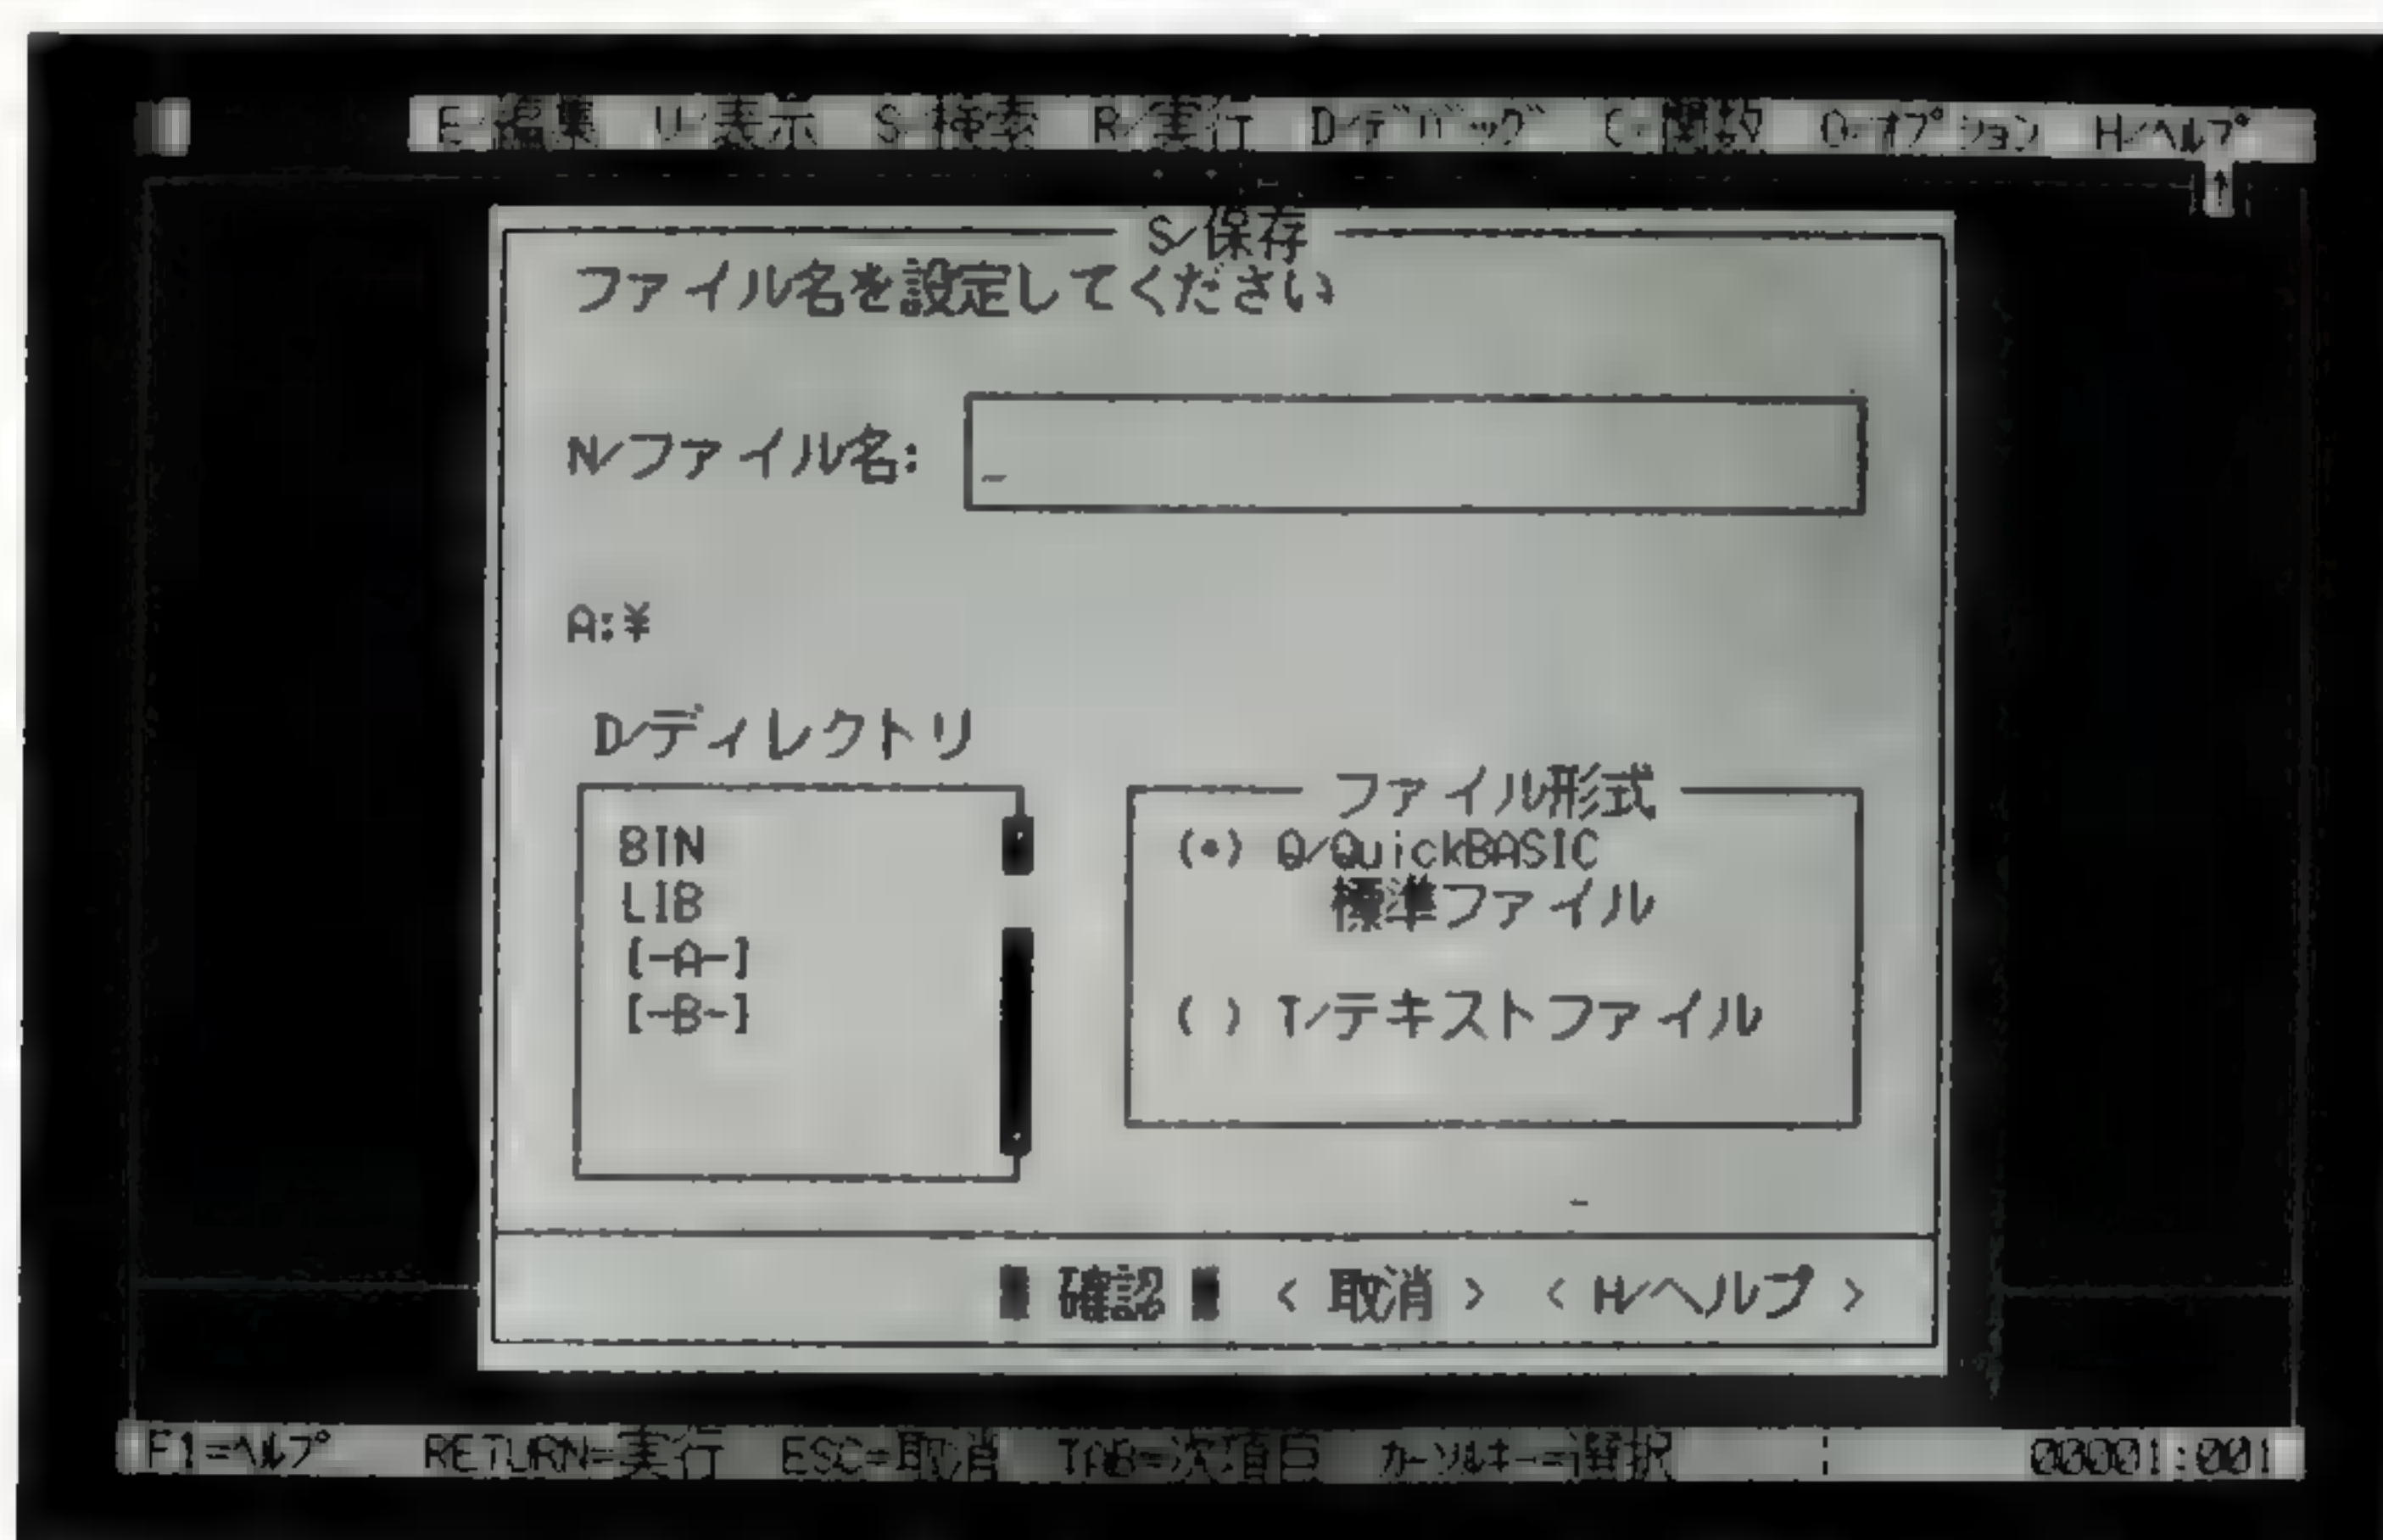 E/編集 V/表示 S/検索 R/実行 D/ﾃﾞﾊﾞｯｸﾞ C/関数 O/ｵﾌﾟｼｮﾝ H/ﾍﾙﾌﾟ
↑
S/保存
ファイル名を設定してください
N/ファイル名:
A:¥
D/ディレクトリ
BIN
LIB
[-A-]
[-B-]
ファイル形式
(•) Q/QuickBASIC
標準ファイル
( ) T/テキストファイル
確認 < 取消 > < H/ヘルプ >
F1=ﾍﾙﾌﾟ RETURN=実行 ESC=取消 TAB=次項目 ｶｰｿﾙｷｰ=選択 00001:001